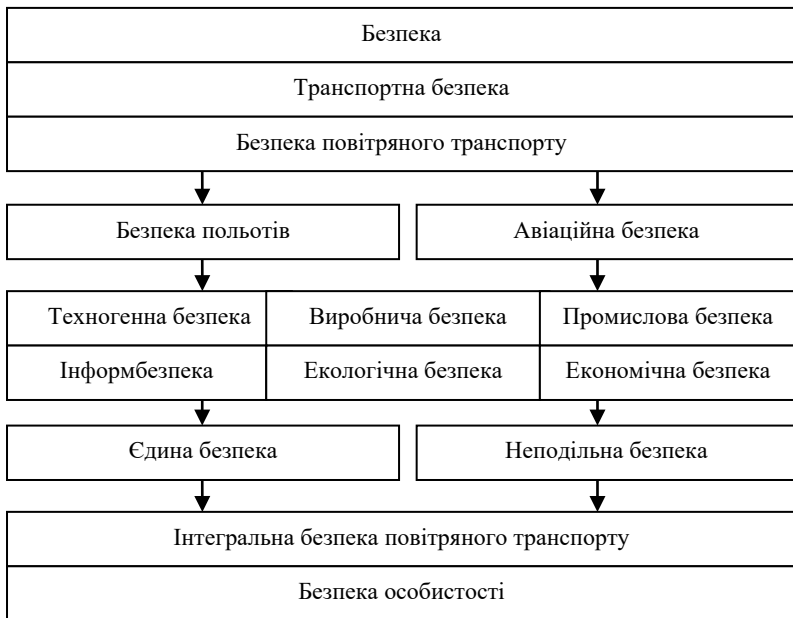 Безпека
Транспортна безпека
Безпека повітряного транспорту
Безпека польотів
Авіаційна безпека
Техногенна безпека
Виробнича безпека
Промислова безпека
Інформбезпека
Екологічна безпека
Економічна безпека
Єдина безпека
Неподільна безпека
Інтегральна безпека повітряного транспорту
Безпека особистості